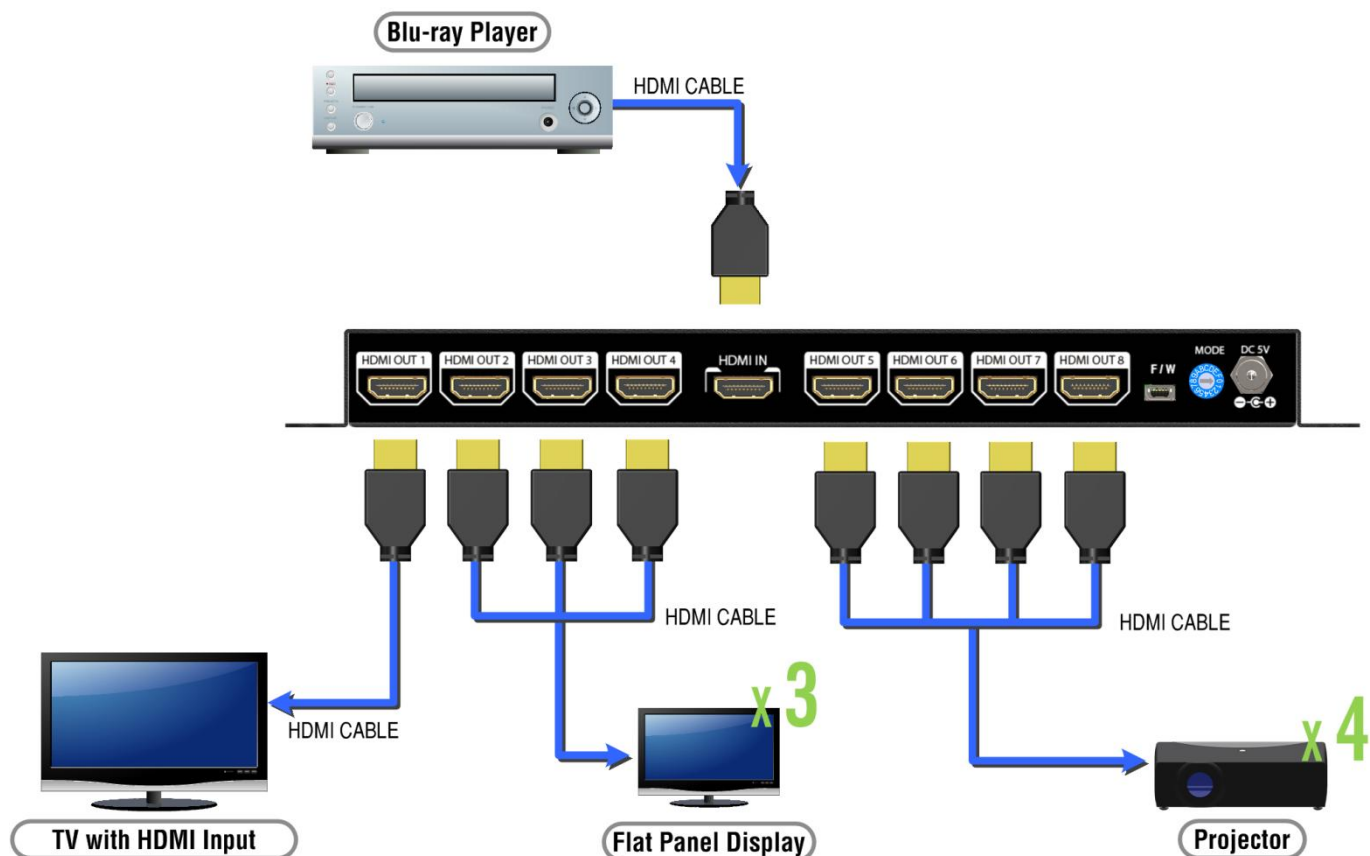 Blu-ray Player
HDMI CABLE
HDMI OUT 1 HDMI OUT 2 HDMI OUT 3 HDMI OUT 4 HDMI IN HDMI OUT 5 HDMI OUT 6 HDMI OUT 7 HDMI OUT 8 F/W MODE DC 5V
HDMI CABLE
HDMI CABLE
HDMI CABLE
x 3
x 4
TV with HDMI Input
Flat Panel Display
Projector